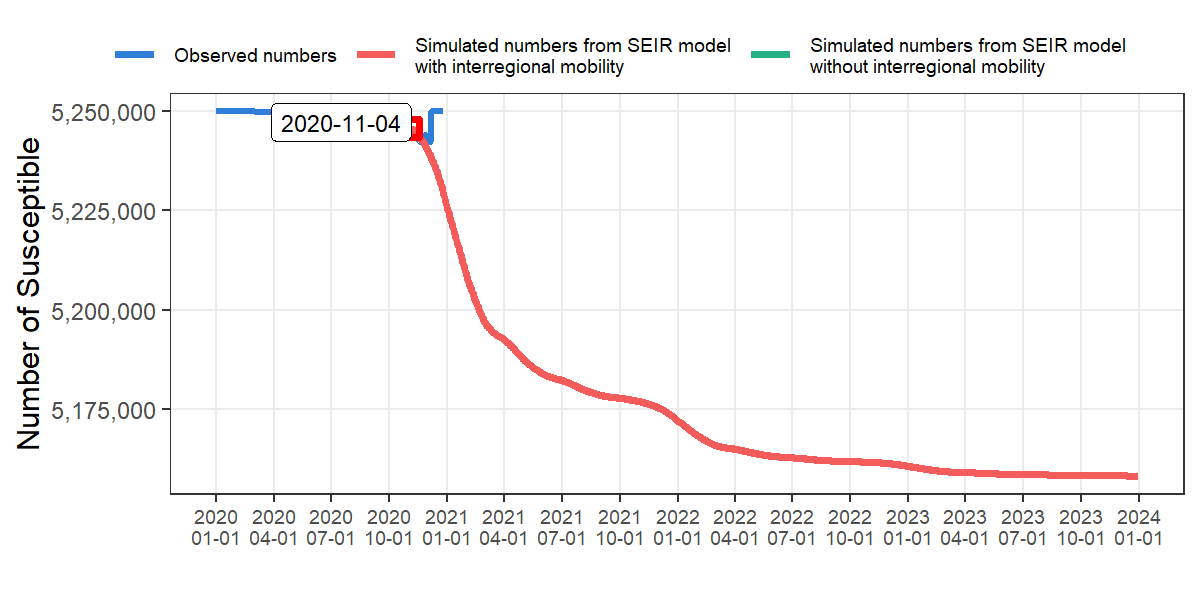 Observed numbers
Simulated numbers from SEIR model
with interregional mobility
Simulated numbers from SEIR model
without interregional mobility
Number of Susceptible
5,250,000
5,225,000
5,200,000
5,175,000
2020-11-04
2020 2020 2020 2020 2021 2021 2021 2021 2022 2022 2022 2022 2023 2023 2023 2023 2024
01-01 04-01 07-01 10-01 01-01 04-01 07-01 10-01 01-01 04-01 07-01 10-01 01-01 04-01 07-01 10-01 01-01